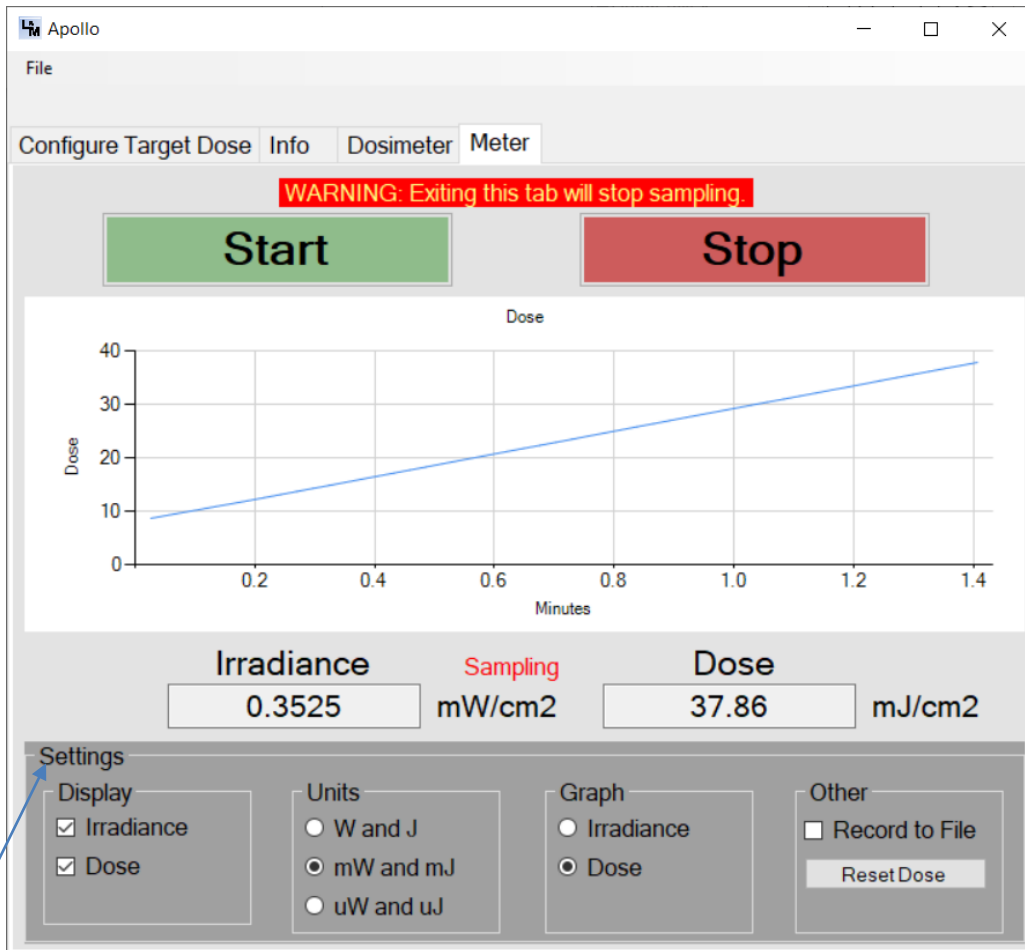 Apollo
File
Configure Target Dose Info Dosimeter Meter
WARNING: Exiting this tab will stop sampling.
Start Stop
Dose
40
30
20
10
0
Dose
0.2 0.4 0.6 0.8 1.0 1.2 1.4
Minutes
Irradiance Sampling Dose
0.3525 mW/cm2 37.86 mJ/cm2
Settings
Display Units Graph Other
Irradiance W and J Irradiance Record to File
Dose mW and mJ Dose Reset Dose
uW and uJ